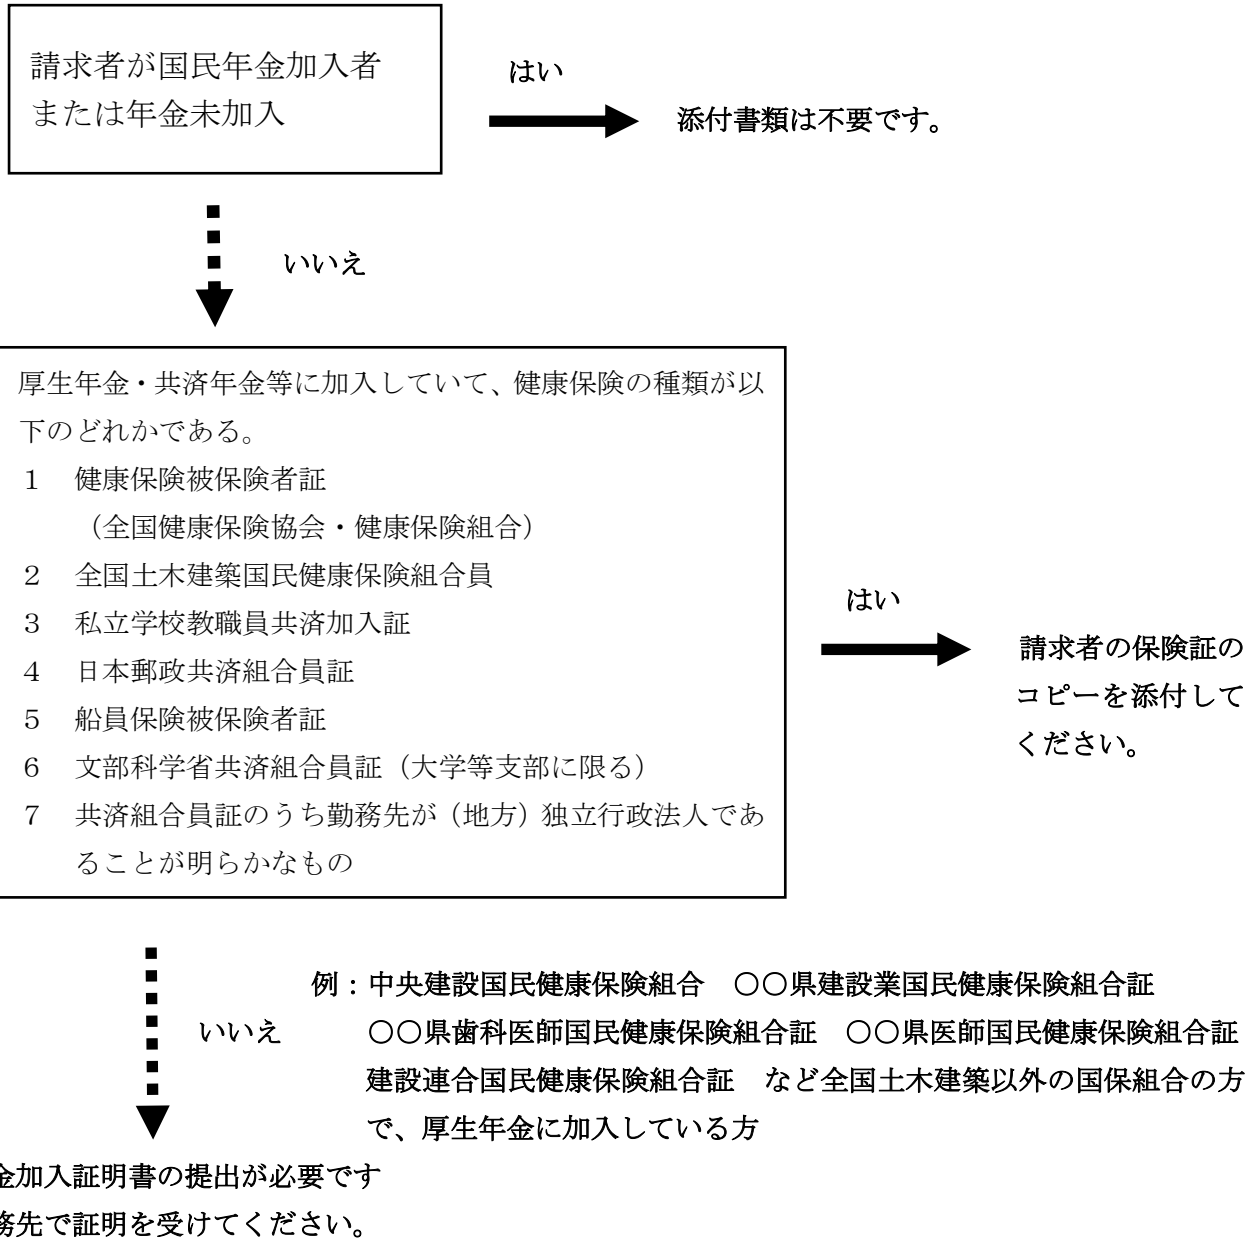 請求者が国民年金加入者
または年金未加入
はい
添付書類は不要です。
いいえ
厚生年金・共済年金等に加入していて、健康保険の種類が以
下のどれかである。
１　健康保険被保険者証
（全国健康保険協会・健康保険組合）
２　全国土木建築国民健康保険組合員
３　私立学校教職員共済加入証
４　日本郵政共済組合員証
５　船員保険被保険者証
６　文部科学省共済組合員証（大学等支部に限る）
７　共済組合員証のうち勤務先が（地方）独立行政法人であ
ることが明らかなもの
はい
請求者の保険証の
コピーを添付して
ください。
いいえ
例：中央建設国民健康保険組合　〇〇県建設業国民健康保険組合証
〇〇県歯科医師国民健康保険組合証　〇〇県医師国民健康保険組合証
建設連合国民健康保険組合証　など全国土木建築以外の国保組合の方
で、厚生年金に加入している方
金加入証明書の提出が必要です
務先で証明を受けてください。